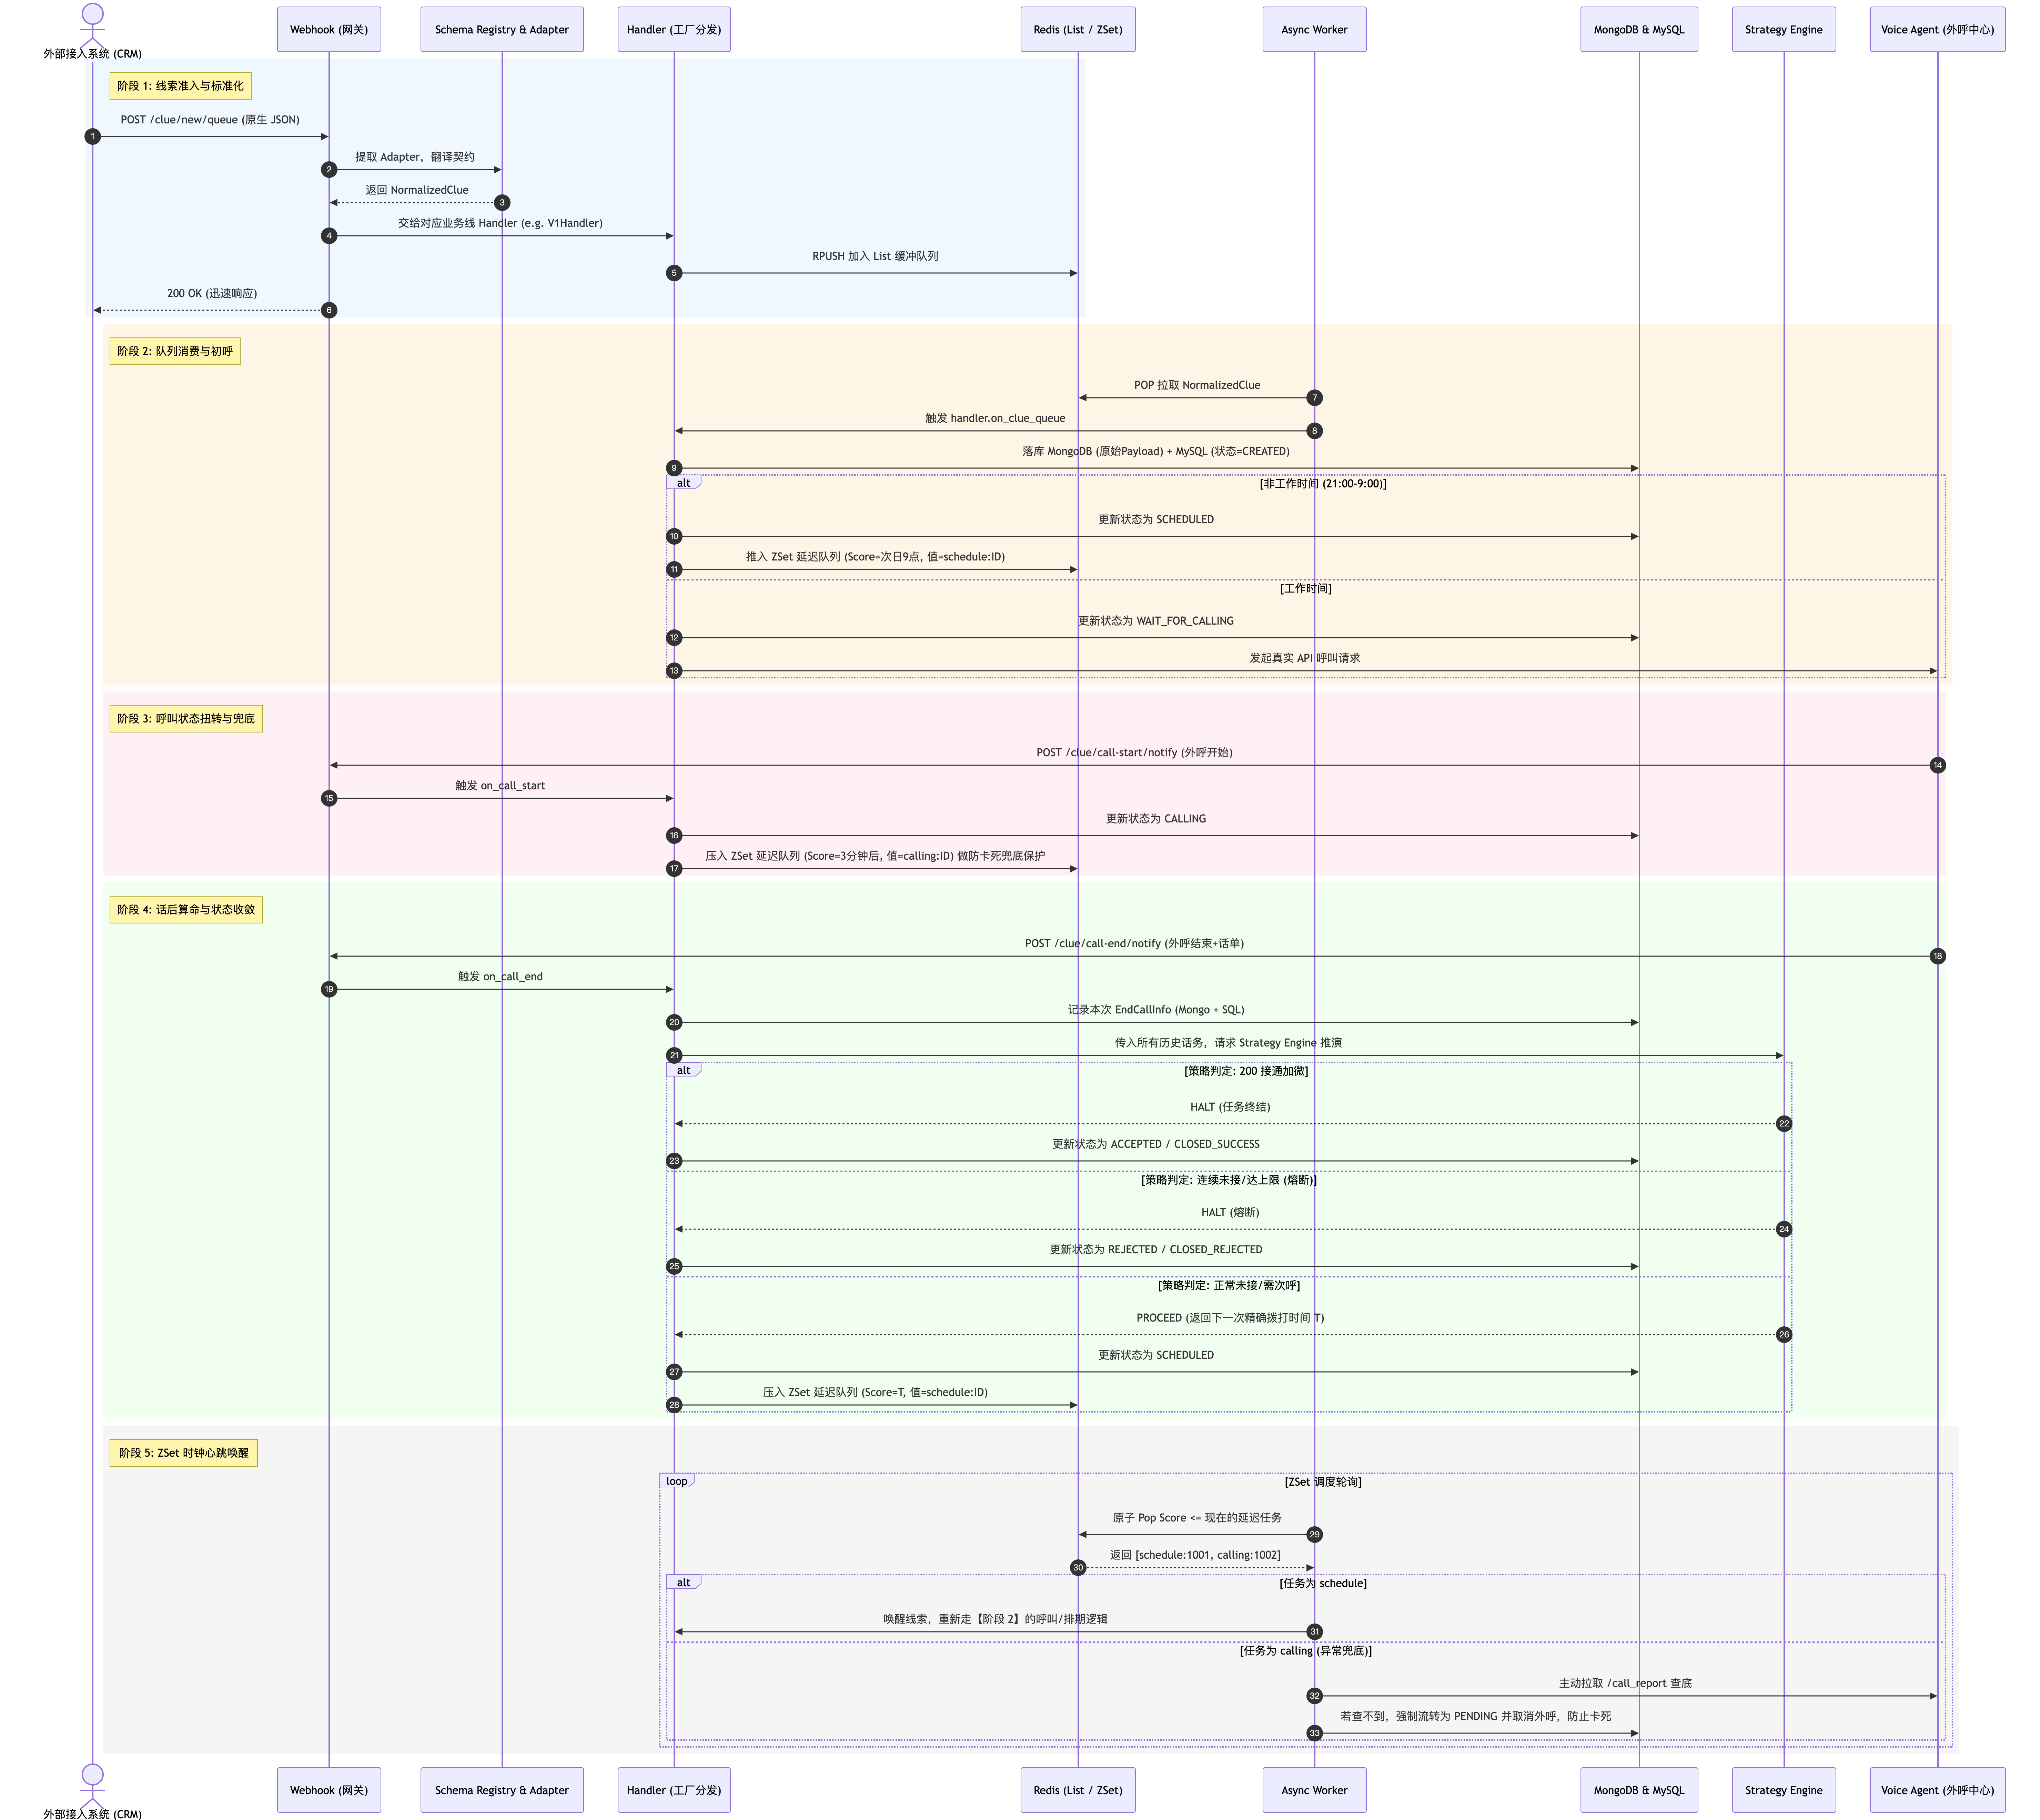 外部接入系统 (CRM)
Webhook (网关)
Schema Registry & Adapter
Handler (工厂分发)
Redis (List / ZSet)
Async Worker
MongoDB & MySQL
Strategy Engine
Voice Agent (外呼中心)
阶段 1: 线索准入与标准化
POST /clue/new/queue (原生 JSON)
1
提取 Adapter，翻译契约
2
返回 NormalizedClue
3
交给对应业务线 Handler (e.g. V1Handler)
4
RPUSH 加入 List 缓冲队列
5
200 OK (迅速响应)
6
阶段 2: 队列消费与初呼
POP 拉取 NormalizedClue
7
触发 handler.on_clue_queue
8
落库 MongoDB (原始Payload) + MySQL (状态=CREATED)
9
alt
[非工作时间 (21:00-9:00)]
更新状态为 SCHEDULED
10
推入 ZSet 延迟队列 (Score=次日9点, 值=schedule:ID)
11
[工作时间]
更新状态为 WAIT_FOR_CALLING
12
发起真实 API 呼叫请求
13
阶段 3: 呼叫状态扭转与兜底
POST /clue/call-start/notify (外呼开始)
14
触发 on_call_start
15
更新状态为 CALLING
16
压入 ZSet 延迟队列 (Score=3分钟后, 值=calling:ID) 做防卡死兜底保护
17
阶段 4: 话后算命与状态收敛
POST /clue/call-end/notify (外呼结束+话单)
18
触发 on_call_end
19
记录本次 EndCallInfo (Mongo + SQL)
20
传入所有历史话务，请求 Strategy Engine 推演
21
alt
[策略判定: 200 接通加微]
HALT (任务终结)
22
更新状态为 ACCEPTED / CLOSED_SUCCESS
23
[策略判定: 连续未接/达上限 (熔断)]
HALT (熔断)
24
更新状态为 REJECTED / CLOSED_REJECTED
25
[策略判定: 正常未接/需次呼]
PROCEED (返回下一次精确拨打时间 T)
26
更新状态为 SCHEDULED
27
压入 ZSet 延迟队列 (Score=T, 值=schedule:ID)
28
阶段 5: ZSet 时钟心跳唤醒
loop
[ZSet 调度轮询]
原子 Pop Score <= 现在的延迟任务
29
返回 [schedule:1001, calling:1002]
30
alt
[任务为 schedule]
唤醒线索，重新走【阶段 2】的呼叫/排期逻辑
31
[任务为 calling (异常兜底)]
主动拉取 /call_report 查底
32
若查不到，强制流转为 PENDING 并取消外呼，防止卡死
33
外部接入系统 (CRM)
Webhook (网关)
Schema Registry & Adapter
Handler (工厂分发)
Redis (List / ZSet)
Async Worker
MongoDB & MySQL
Strategy Engine
Voice Agent (外呼中心)